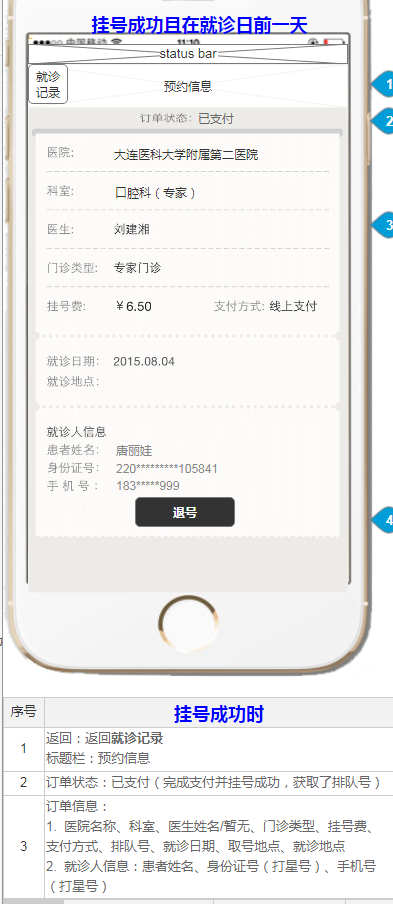 挂号成功且在就诊日前一天
11:10
status bar
就诊
记录
预约信息
1
订单状态：已支付
2
医院: 大连医科大学附属第二医院
科室: 口腔科（专家）
医生: 刘建湘
3
门诊类型: 专家门诊
挂号费: ￥6.50 支付方式: 线上支付
就诊日期: 2015.08.04
就诊地点:
就诊人信息
患者姓名: 唐丽娃
身份证号: 220*********105841
手 机 号 : 183*****999
退号
4
序号 挂号成功时
1 返回：返回就诊记录
标题栏：预约信息
2 订单状态：已支付（完成支付并挂号成功，获取了排队号）
3 订单信息：
1. 医院名称、科室、医生姓名/暂无、门诊类型、挂号费、
支付方式、排队号、就诊日期、取号地点、就诊地点
2. 就诊人信息：患者姓名、身份证号（打星号）、手机号
（打星号）